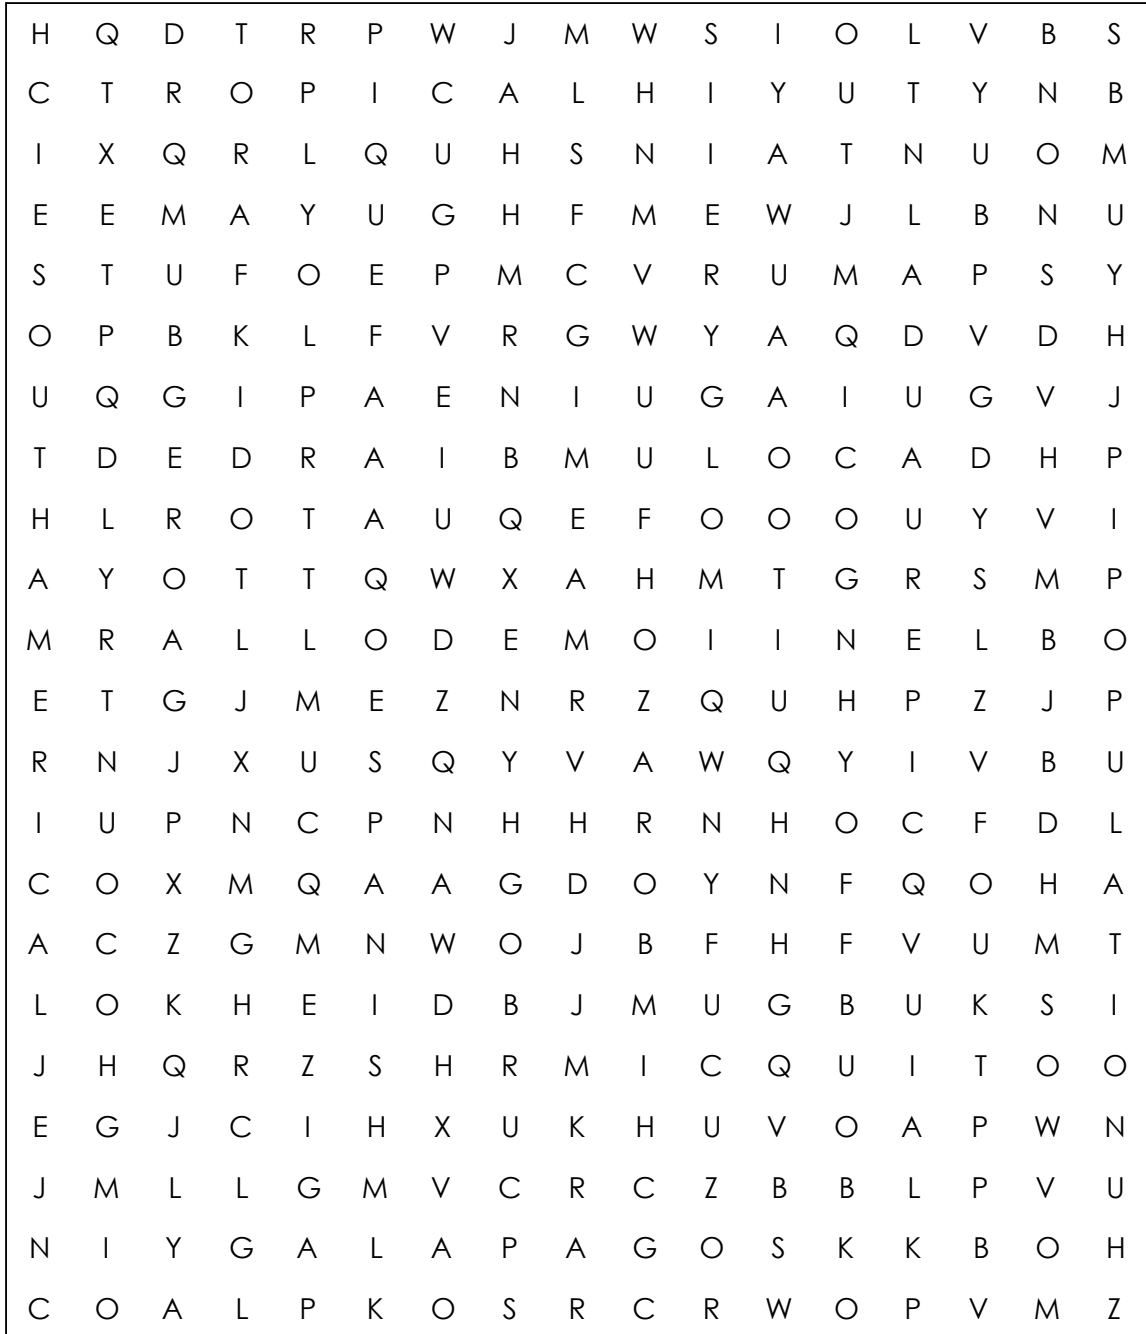 H Q D T R P W J M W S I O L V B S
C T R O P I C A L H I Y U T Y N B
I X Q R L Q U H S N I A T N U O M
E E M A Y U G H F M E W J L B N U
S T U F O E P M C V R U M A P S Y
O P B K L F V R G W Y A Q D V D H
U Q G I P A E N I U G A I U G V J
T D E D R A I B M U L O C A D H P
H L R O T A U Q E F O O O U Y V I
A Y O T T Q W X A H M T G R S M P
M R A L L O D E M O I I N E L B O
E T G J M E Z N R Z Q U H P Z J P
R N J X U S Q Y V A W Q Y I V B U
I U P N C P N H H R N H O C F D L
C O X M Q A A G D O Y N F Q O H A
A C Z G M N W O J B F H F V U M T
L O K H E I D B J M U G B U K S I
J H Q R Z S H R M I C Q U I T O O
E G J C I H X U K H U V O A P W N
J M L L G M V C R C Z B B L P V U
N I Y G A L A P A G O S K K B O H
C O A L P K O S R C R W O P V M Z